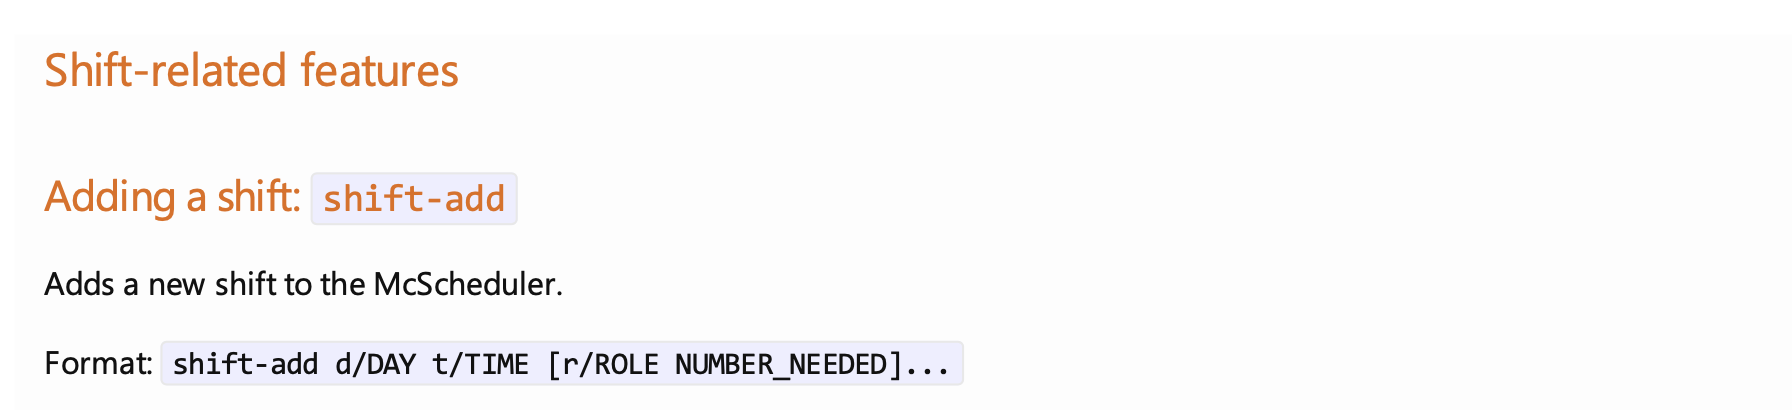 Shift-related features
Adding a shift: shift-add
Adds a new shift to the McScheduler.
Format: shift-add d/DAY t/TIME [r/ROLE NUMBER_NEEDED]...